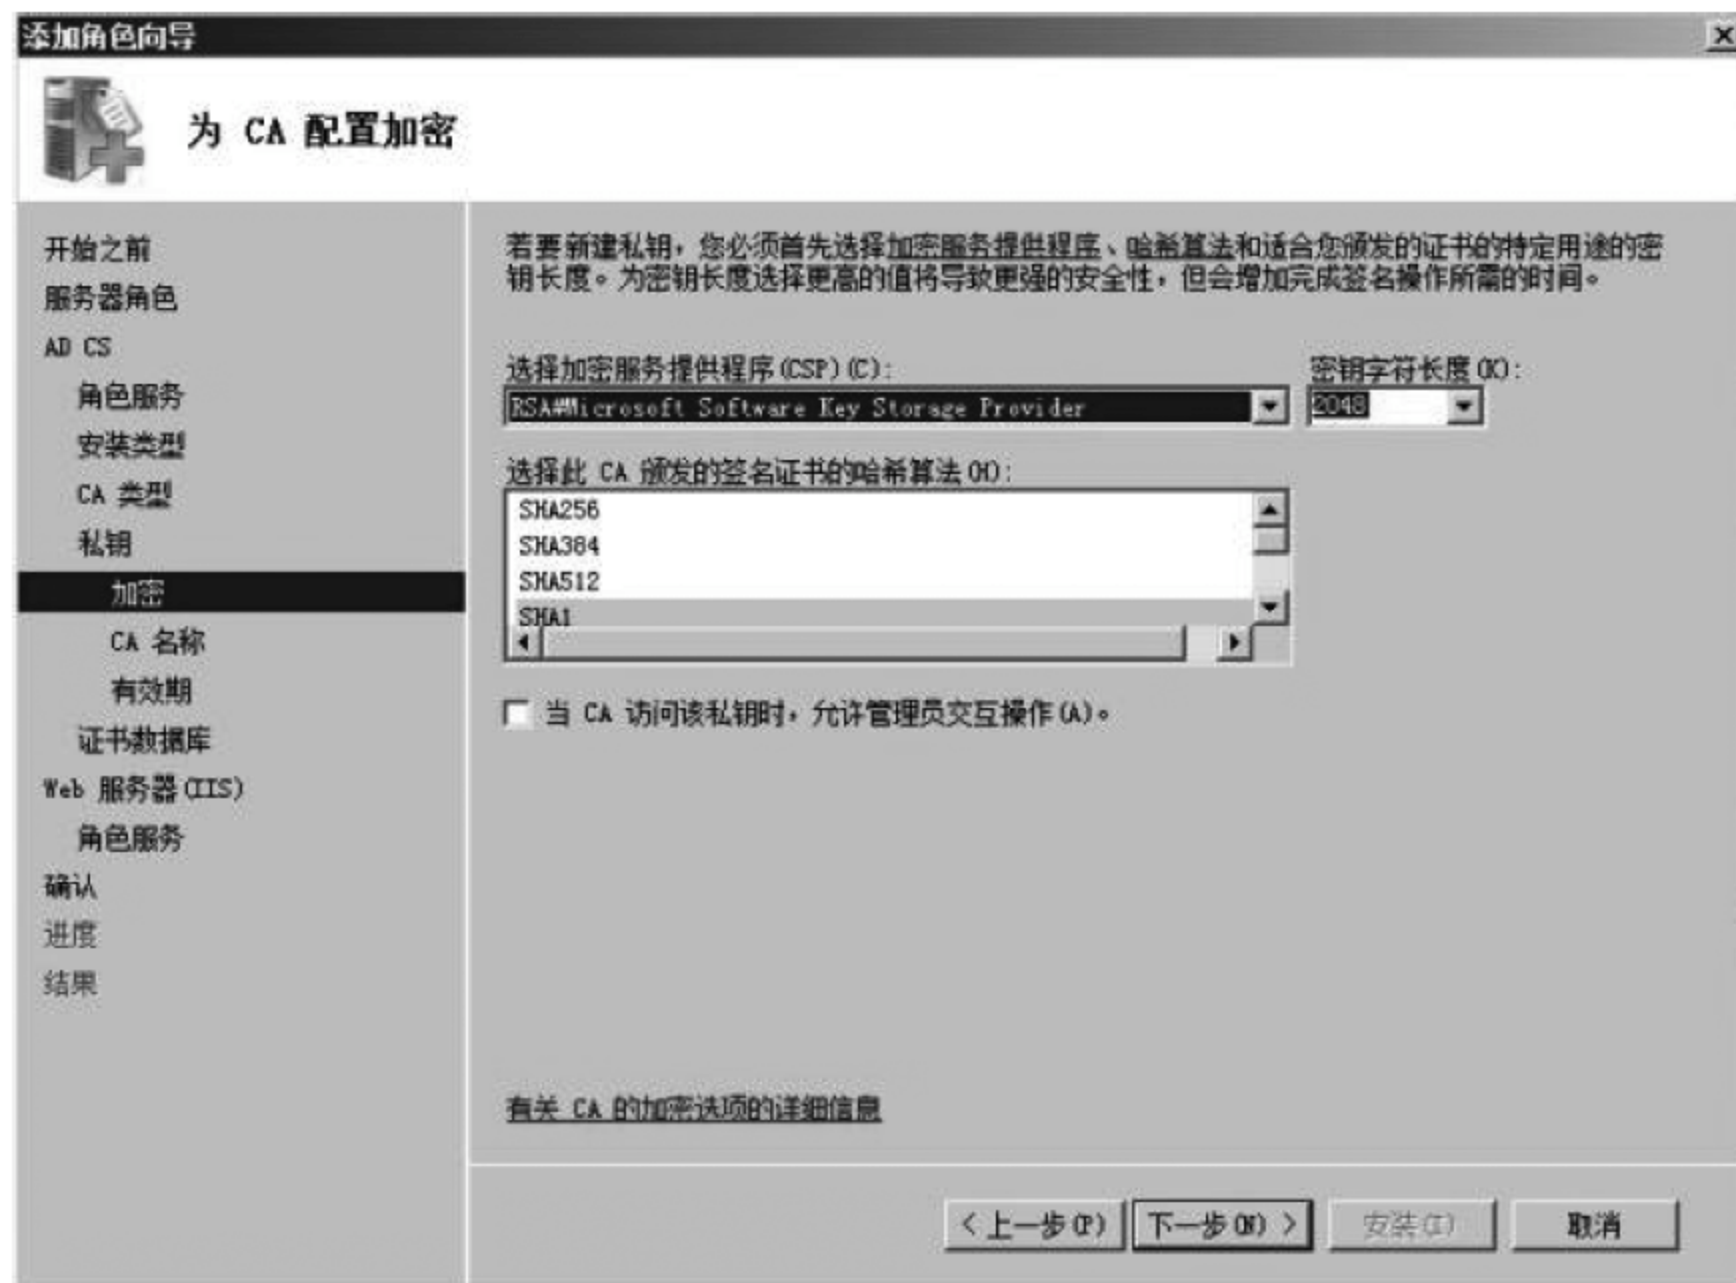 添加角色向导
为 CA 配置加密
开始之前
服务器角色
AD CS
角色服务
安装类型
CA 类型
私钥
加密
CA 名称
有效期
证书数据库
Web 服务器(IIS)
角色服务
确认
进度
结果
若要新建私钥，您必须首先选择加密服务提供程序、哈希算法和适合您颁发的证书的特定用途的密
钥长度。为密钥长度选择更高的值将导致更强的安全性，但会增加完成签名操作所需的时间。
选择加密服务提供程序(CSP)(C):
密钥字符长度(K):
RSA#Microsoft Software Key Storage Provider
2048
选择此 CA 颁发的签名证书的哈希算法(H):
SHA256
SHA384
SHA512
SHA1
当 CA 访问该私钥时，允许管理员交互操作(A)。
有关 CA 的加密选项的详细信息
< 上一步(P)
下一步(N) >
安装(I)
取消